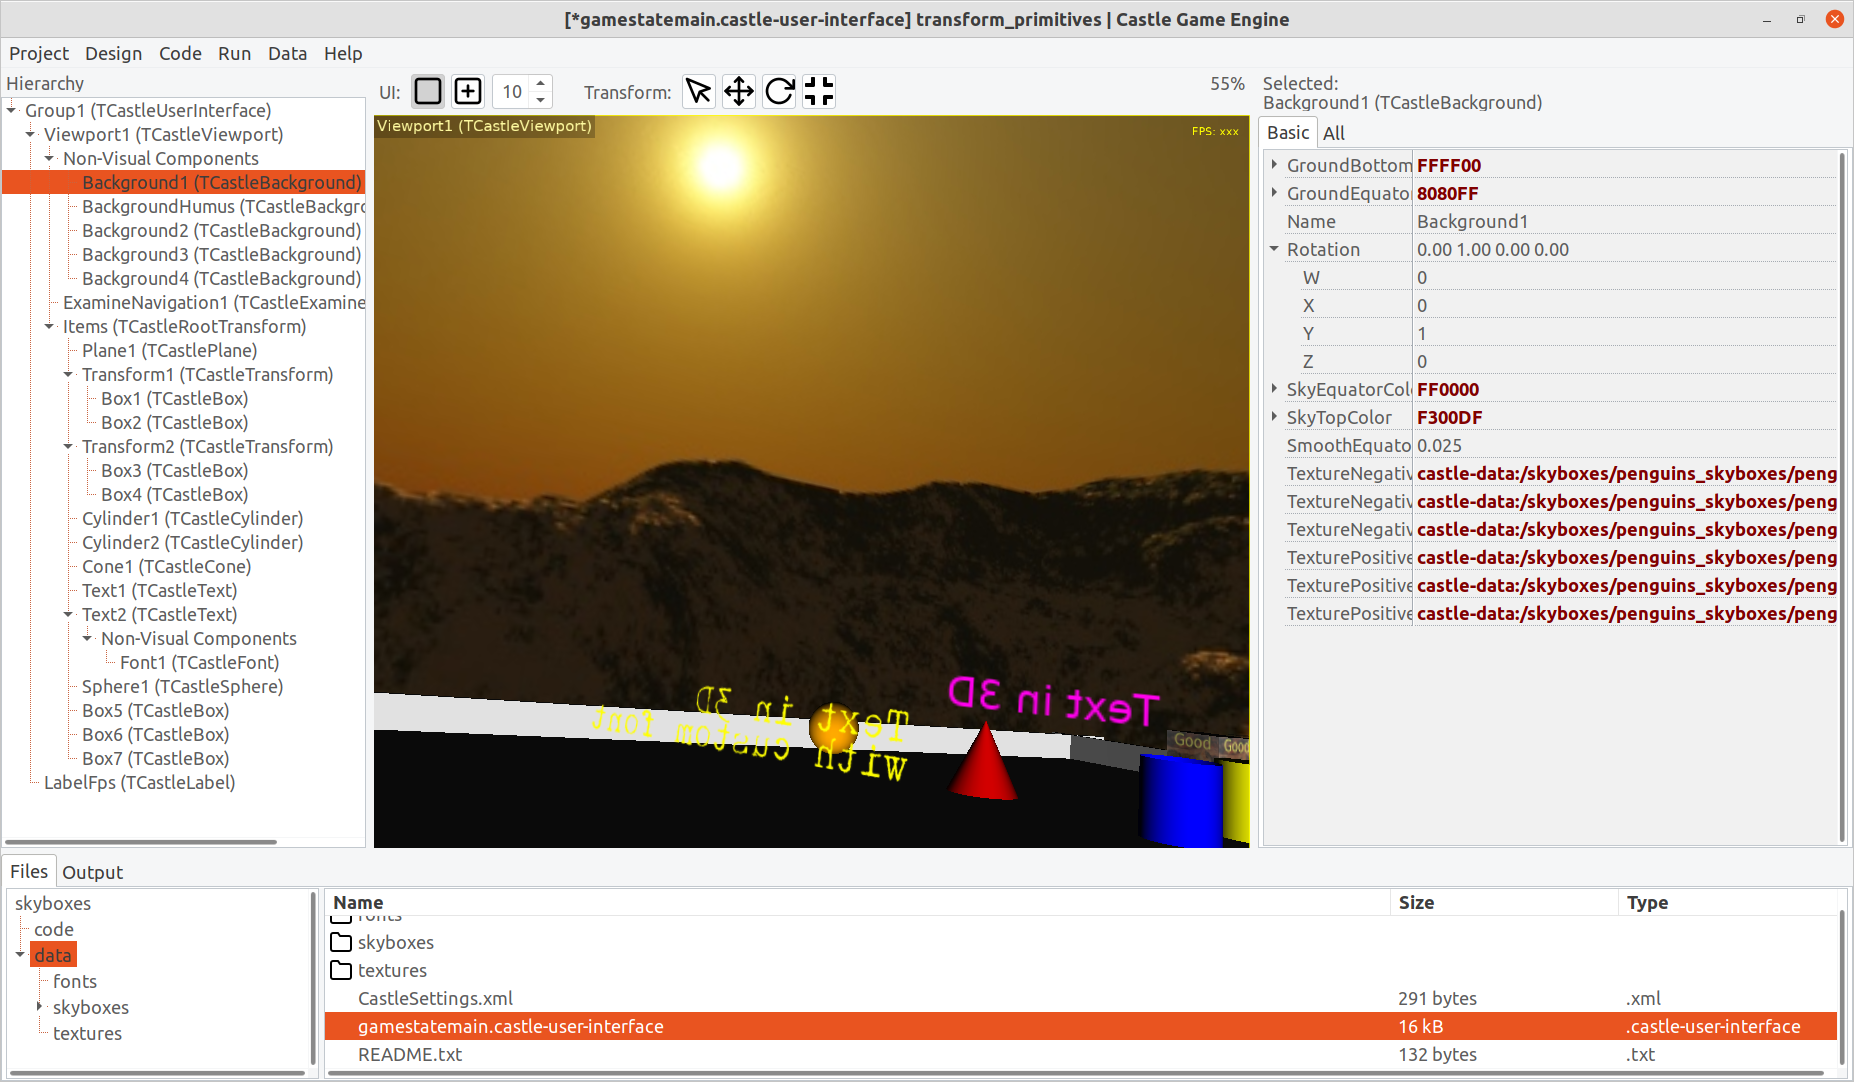 [*gamestatemain.castle-user-interface] transform_primitives | Castle Game Engine
Project Design Code Run Data Help
Hierarchy
Group1 (TCastleUserInterface)
Viewport1 (TCastleViewport)
Non-Visual Components
Background1 (TCastleBackground)
BackgroundHumus (TCastleBackgro
Background2 (TCastleBackground)
Background3 (TCastleBackground)
Background4 (TCastleBackground)
ExamineNavigation1 (TCastleExamine
Items (TCastleRootTransform)
Plane1 (TCastlePlane)
Transform1 (TCastleTransform)
Box1 (TCastleBox)
Box2 (TCastleBox)
Transform2 (TCastleTransform)
Box3 (TCastleBox)
Box4 (TCastleBox)
Cylinder1 (TCastleCylinder)
Cylinder2 (TCastleCylinder)
Cone1 (TCastleCone)
Text1 (TCastleText)
Text2 (TCastleText)
Non-Visual Components
Font1 (TCastleFont)
Sphere1 (TCastleSphere)
Box5 (TCastleBox)
Box6 (TCastleBox)
Box7 (TCastleBox)
LabelFps (TCastleLabel)
UI: 10 Transform: 55%
Viewport1 (TCastleViewport)
FPS: xxx
Text in 3D
Text in 3D
with custom font
Good Good
Selected:
Background1 (TCastleBackground)
Basic All
GroundBottom FFFF00
GroundEquator 8080FF
Name Background1
Rotation 0.00 1.00 0.00 0.00
W 0
X 0
Y 1
Z 0
SkyEquatorCol FF0000
SkyTopColor F300DF
SmoothEquato 0.025
TextureNegativ castle-data:/skyboxes/penguins_skyboxes/peng
TextureNegativ castle-data:/skyboxes/penguins_skyboxes/peng
TextureNegativ castle-data:/skyboxes/penguins_skyboxes/peng
TexturePositive castle-data:/skyboxes/penguins_skyboxes/peng
TexturePositive castle-data:/skyboxes/penguins_skyboxes/peng
TexturePositive castle-data:/skyboxes/penguins_skyboxes/peng
Files Output
skyboxes
code
data
fonts
skyboxes
textures
Name Size Type
fonts
skyboxes
textures
CastleSettings.xml 291 bytes .xml
gamestatemain.castle-user-interface 16 kB .castle-user-interface
README.txt 132 bytes .txt